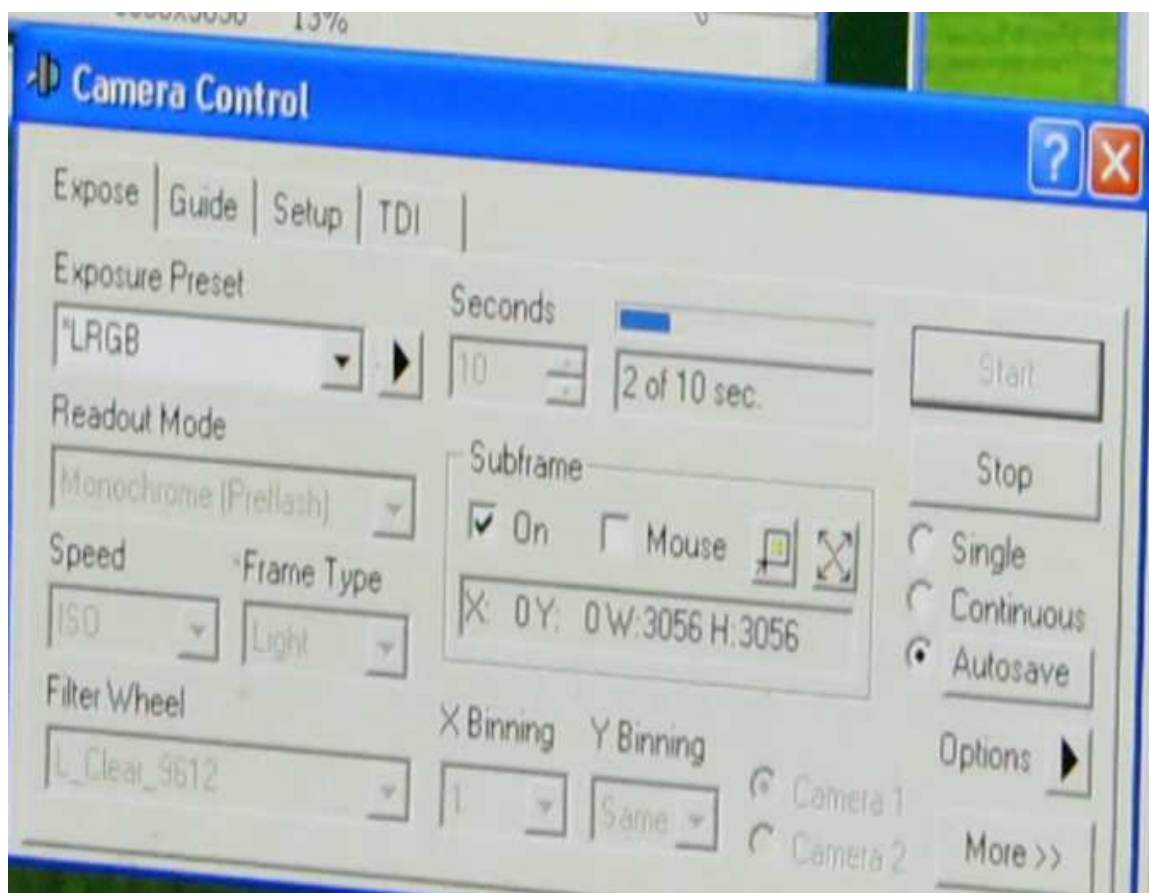 13%
Camera Control
Expose Guide Setup TDI
Exposure Preset
*LRGB
Seconds
10
2 of 10 sec.
Start
Readout Mode
Monochrome (Preflash)
Subframe
On Mouse
X: 0 Y: 0 W:3056 H:3056
Stop
Single
Continuous
Autosave
Speed
ISO
Frame Type
Light
Filter Wheel
L_Clear_9612
X Binning
1
Y Binning
Same
Camera 1
Camera 2
Options
More >>